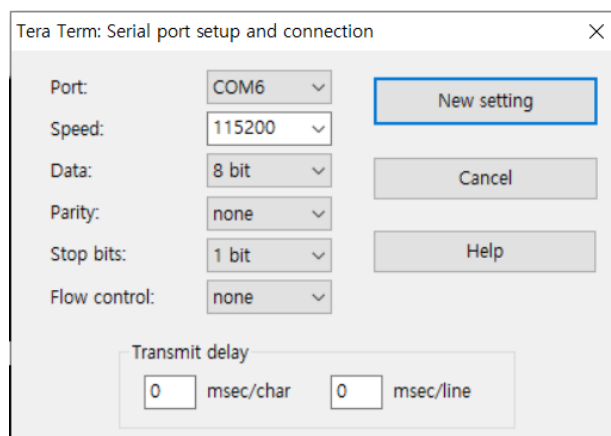 Tera Term: Serial port setup and connection
Port: COM6 New setting
Speed: 115200
Data: 8 bit Cancel
Parity: none
Stop bits: 1 bit Help
Flow control: none
Transmit delay
0 msec/char 0 msec/line